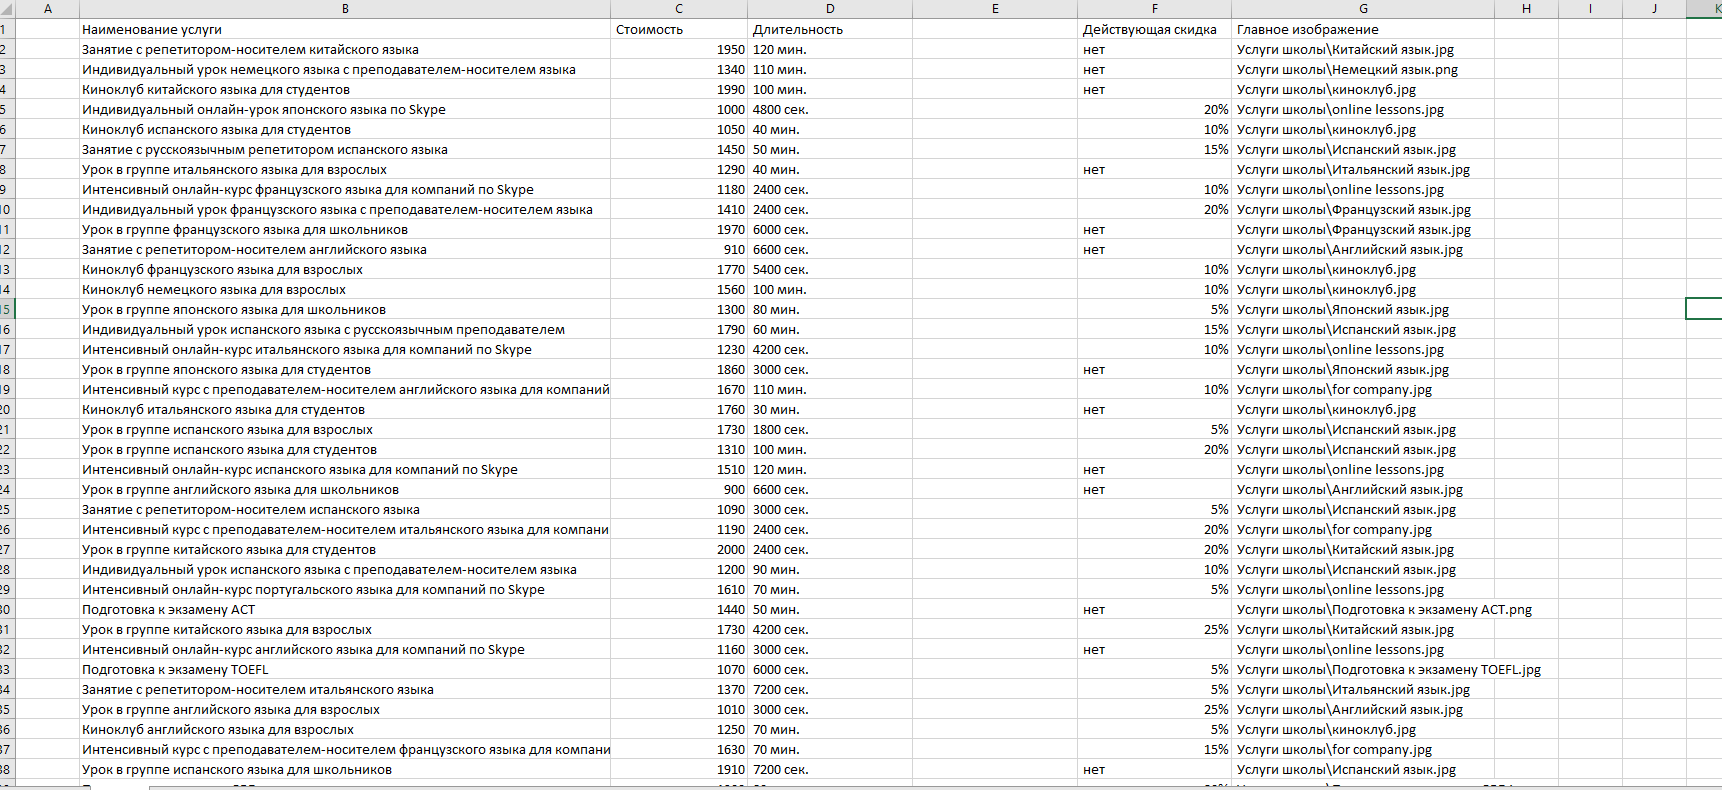 A B C D E F G H I J K
1 Наименование услуги Стоимость Длительность Действующая скидка Главное изображение
2 Занятие с репетитором-носителем китайского языка 1950 120 мин. нет Услуги школы\Китайский язык.jpg
3 Индивидуальный урок немецкого языка с преподавателем-носителем языка 1340 110 мин. нет Услуги школы\Немецкий язык.png
4 Киноклуб китайского языка для студентов 1990 100 мин. нет Услуги школы\киноклуб.jpg
5 Индивидуальный онлайн-урок японского языка по Skype 1000 4800 сек. 20% Услуги школы\online lessons.jpg
6 Киноклуб испанского языка для студентов 1050 40 мин. 10% Услуги школы\киноклуб.jpg
7 Занятие с русскоязычным репетитором испанского языка 1450 50 мин. 15% Услуги школы\Испанский язык.jpg
8 Урок в группе итальянского языка для взрослых 1290 40 мин. нет Услуги школы\Итальянский язык.jpg
9 Интенсивный онлайн-курс французского языка для компаний по Skype 1180 2400 сек. 10% Услуги школы\online lessons.jpg
10 Индивидуальный урок французского языка с преподавателем-носителем языка 1410 2400 сек. 20% Услуги школы\Французский язык.jpg
11 Урок в группе французского языка для школьников 1970 6000 сек. нет Услуги школы\Французский язык.jpg
12 Занятие с репетитором-носителем английского языка 910 6600 сек. нет Услуги школы\Английский язык.jpg
13 Киноклуб французского языка для взрослых 1770 5400 сек. 10% Услуги школы\киноклуб.jpg
14 Киноклуб немецкого языка для взрослых 1560 100 мин. 10% Услуги школы\киноклуб.jpg
15 Урок в группе японского языка для школьников 1300 80 мин. 5% Услуги школы\Японский язык.jpg
16 Индивидуальный урок испанского языка с русскоязычным преподавателем 1790 60 мин. 15% Услуги школы\Испанский язык.jpg
17 Интенсивный онлайн-курс итальянского языка для компаний по Skype 1230 4200 сек. 10% Услуги школы\online lessons.jpg
18 Урок в группе японского языка для студентов 1860 3000 сек. нет Услуги школы\Японский язык.jpg
19 Интенсивный курс с преподавателем-носителем английского языка для компаний 1670 110 мин. 10% Услуги школы\for company.jpg
20 Киноклуб итальянского языка для студентов 1760 30 мин. нет Услуги школы\киноклуб.jpg
21 Урок в группе испанского языка для взрослых 1730 1800 сек. 5% Услуги школы\Испанский язык.jpg
22 Урок в группе испанского языка для студентов 1310 100 мин. 20% Услуги школы\Испанский язык.jpg
23 Интенсивный онлайн-курс испанского языка для компаний по Skype 1510 120 мин. нет Услуги школы\online lessons.jpg
24 Урок в группе английского языка для школьников 900 6600 сек. нет Услуги школы\Английский язык.jpg
25 Занятие с репетитором-носителем испанского языка 1090 3000 сек. 5% Услуги школы\Испанский язык.jpg
26 Интенсивный курс с преподавателем-носителем итальянского языка для компани 1190 2400 сек. 20% Услуги школы\for company.jpg
27 Урок в группе китайского языка для студентов 2000 2400 сек. 20% Услуги школы\Китайский язык.jpg
28 Индивидуальный урок испанского языка с преподавателем-носителем языка 1200 90 мин. 10% Услуги школы\Испанский язык.jpg
29 Интенсивный онлайн-курс португальского языка для компаний по Skype 1610 70 мин. 5% Услуги школы\online lessons.jpg
30 Подготовка к экзамену ACT 1440 50 мин. нет Услуги школы\Подготовка к экзамену ACT.png
31 Урок в группе китайского языка для взрослых 1730 4200 сек. 25% Услуги школы\Китайский язык.jpg
32 Интенсивный онлайн-курс английского языка для компаний по Skype 1160 3000 сек. нет Услуги школы\online lessons.jpg
33 Подготовка к экзамену TOEFL 1070 6000 сек. 5% Услуги школы\Подготовка к экзамену TOEFL.jpg
34 Занятие с репетитором-носителем итальянского языка 1370 7200 сек. 5% Услуги школы\Итальянский язык.jpg
35 Урок в группе английского языка для взрослых 1010 3000 сек. 25% Услуги школы\Английский язык.jpg
36 Киноклуб английского языка для взрослых 1250 70 мин. 5% Услуги школы\киноклуб.jpg
37 Интенсивный курс с преподавателем-носителем французского языка для компани 1630 70 мин. 15% Услуги школы\for company.jpg
38 Урок в группе испанского языка для школьников 1910 7200 сек. нет Услуги школы\Испанский язык.jpg